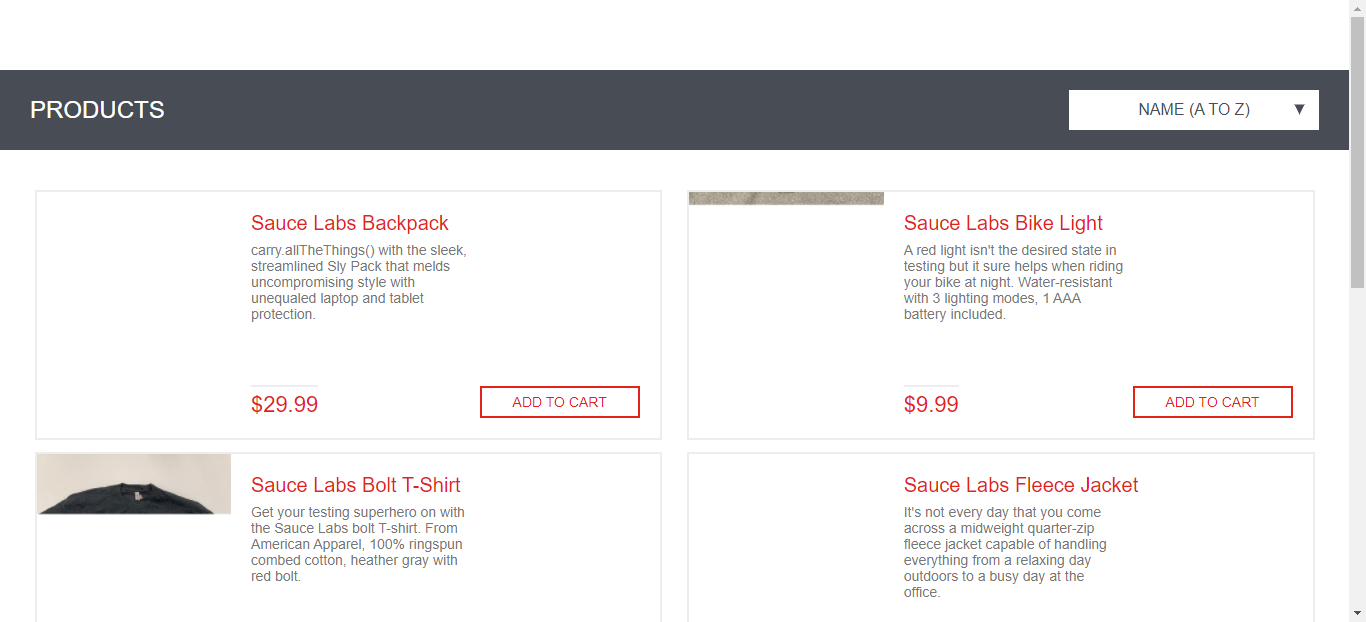 PRODUCTS
NAME (A TO Z) ▼
Sauce Labs Backpack
carry.allTheThings() with the sleek,
streamlined Sly Pack that melds
uncompromising style with
unequaled laptop and tablet
protection.
$29.99
ADD TO CART
Sauce Labs Bike Light
A red light isn't the desired state in
testing but it sure helps when riding
your bike at night. Water-resistant
with 3 lighting modes, 1 AAA
battery included.
$9.99
ADD TO CART
Sauce Labs Bolt T-Shirt
Get your testing superhero on with
the Sauce Labs bolt T-shirt. From
American Apparel, 100% ringspun
combed cotton, heather gray with
red bolt.
Sauce Labs Fleece Jacket
It's not every day that you come
across a midweight quarter-zip
fleece jacket capable of handling
everything from a relaxing day
outdoors to a busy day at the
office.